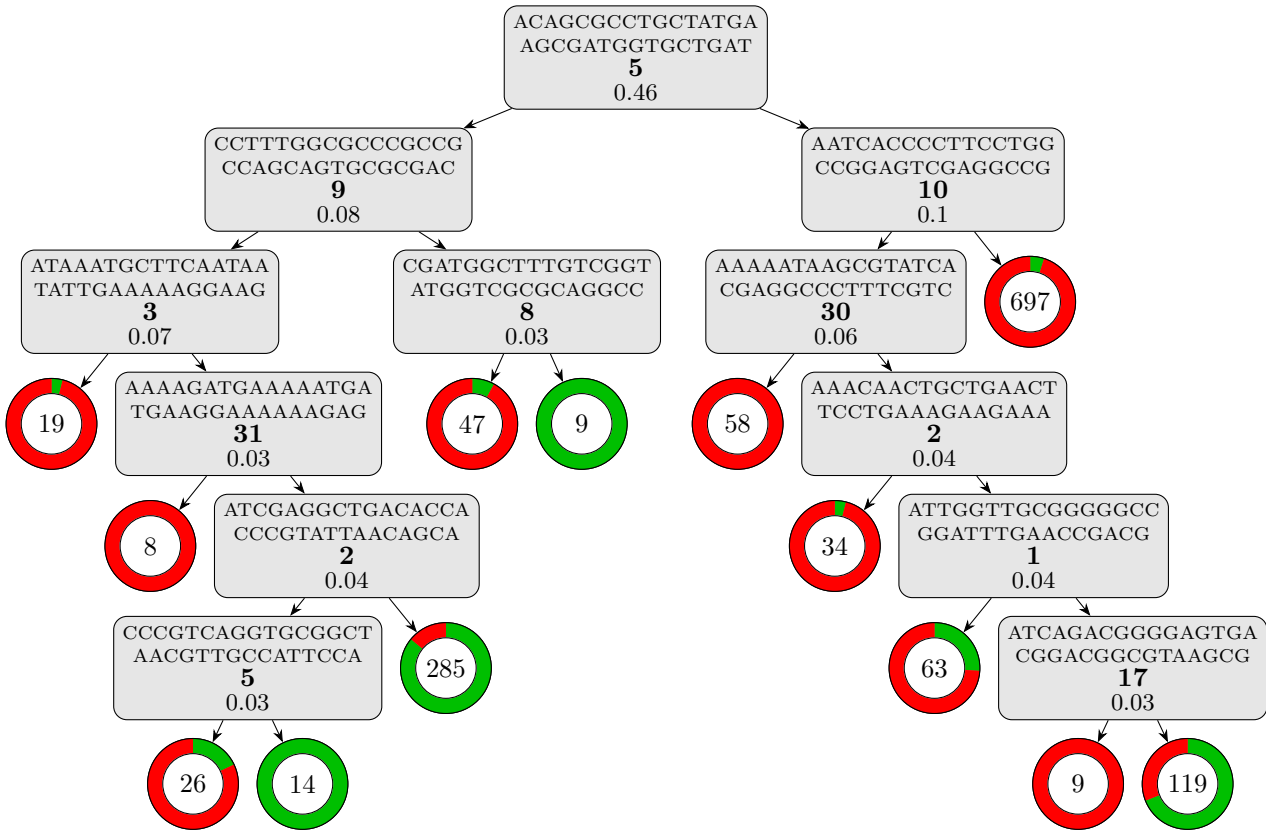 ACAGCGCCTGCTATGA
AGCGATGGTGCTGAT
5
0.46
CCTTTGGCGCCCGCCG
CCAGCAGTGCGCGAC
9
0.08
AATCACCCCTTCCTGG
CCGGAGTCGAGGCCG
10
0.1
ATAAATGCTTCAATAA
TATTGAAAAAGGAAG
3
0.07
CGATGGCTTTGTCGGT
ATGGTCGCGCAGGCC
8
0.03
AAAAATAAGCGTATCA
CGAGGCCCTTTCGTC
30
0.06
697
19
AAAAGATGAAAAATGA
TGAAGGAAAAAAGAG
31
0.03
47
9
58
AAACAACTGCTGAACT
TCCTGAAAGAAGAAA
2
0.04
8
ATCGAGGCTGACACCA
CCCGTATTAACAGCA
2
0.04
34
ATTGGTTGCGGGGGCC
GGATTTGAACCGACG
1
0.04
CCCGTCAGGTGCGGCT
AACGTTGCCATTCCA
5
0.03
285
63
ATCAGACGGGGAGTGA
CGGACGGCGTAAGCG
17
0.03
26
14
9
119